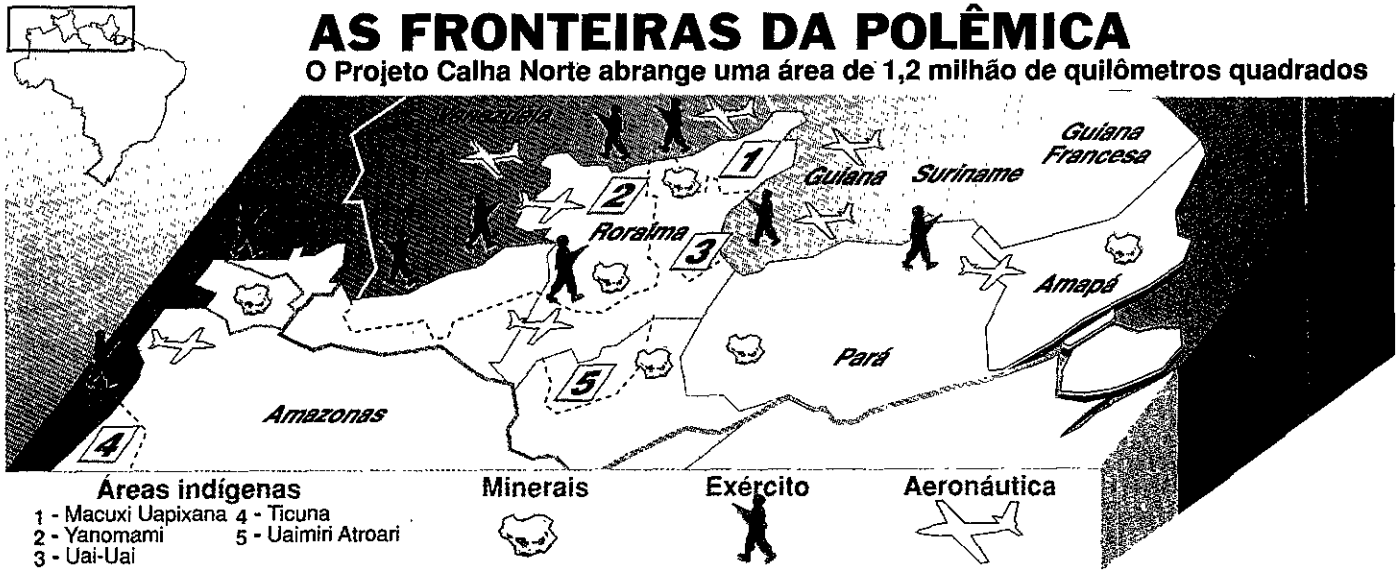 AS FRONTEIRAS DA POLÊMICA
O Projeto Calha Norte abrange uma área de 1,2 milhão de quilômetros quadrados
Venezuela
Guiana
Francesa
1
Guiana
Suriname
2
Roraima
3
Amapá
Pará
5
Amazonas
4
Áreas indígenas
1 - Macuxi Uapixana 4 - Ticuna
2 - Yanomami 5 - Uaimiri Atroari
3 - Uai-Uai
Minerais
Exército
Aeronáutica